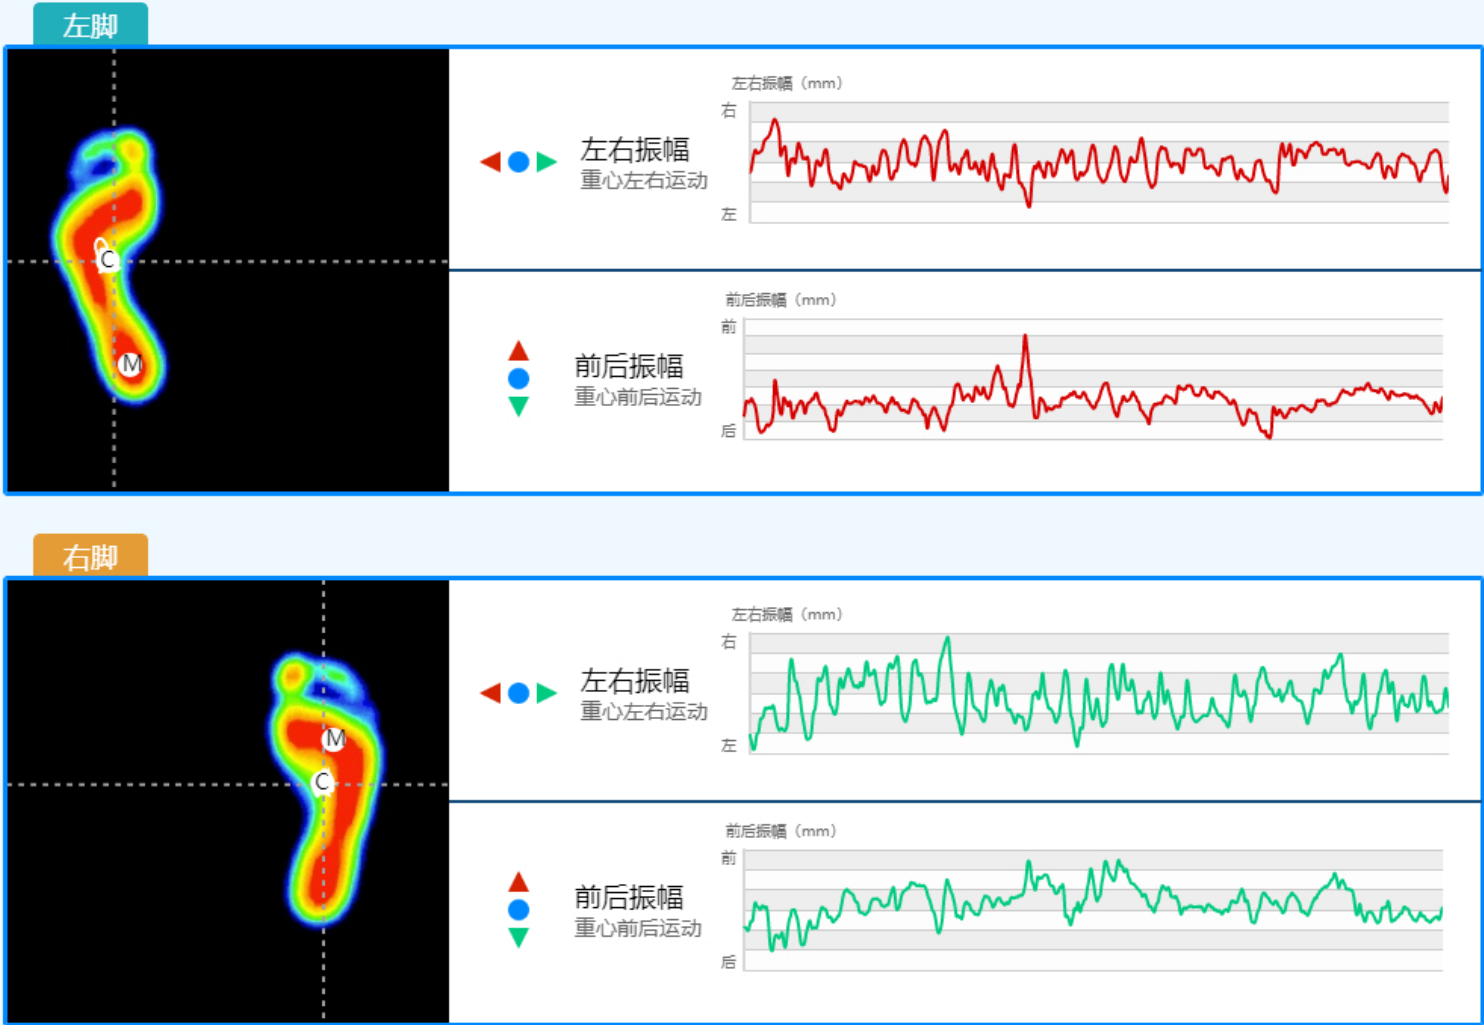 左脚
左右振幅（mm）
右
左右振幅
重心左右运动
左
C
前后振幅（mm）
前
M
前后振幅
重心前后运动
后
右脚
左右振幅（mm）
右
左右振幅
重心左右运动
M
左
C
前后振幅（mm）
前
前后振幅
重心前后运动
后